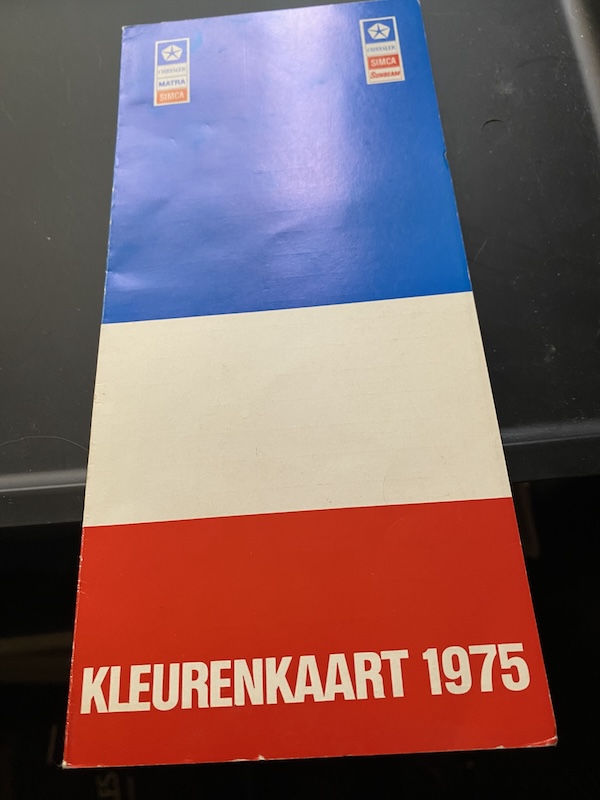 CHRYSLER
MATRA
SIMCA
CHRYSLER
SIMCA
SUNBEAM
KLEURENKAART 1975